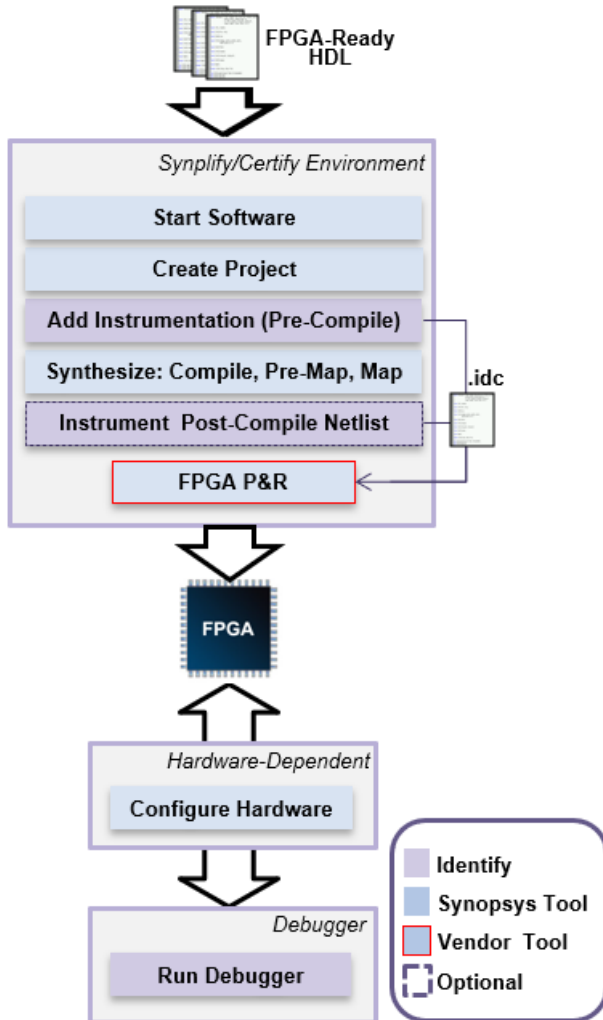 FPGA-Ready
HDL
Synplify/Certify Environment
Start Software
Create Project
Add Instrumentation (Pre-Compile)
Synthesize: Compile, Pre-Map, Map
.idc
Instrument Post-Compile Netlist
FPGA P&R
FPGA
Hardware-Dependent
Configure Hardware
Debugger
Run Debugger
Identify
Synopsys Tool
Vendor Tool
Optional